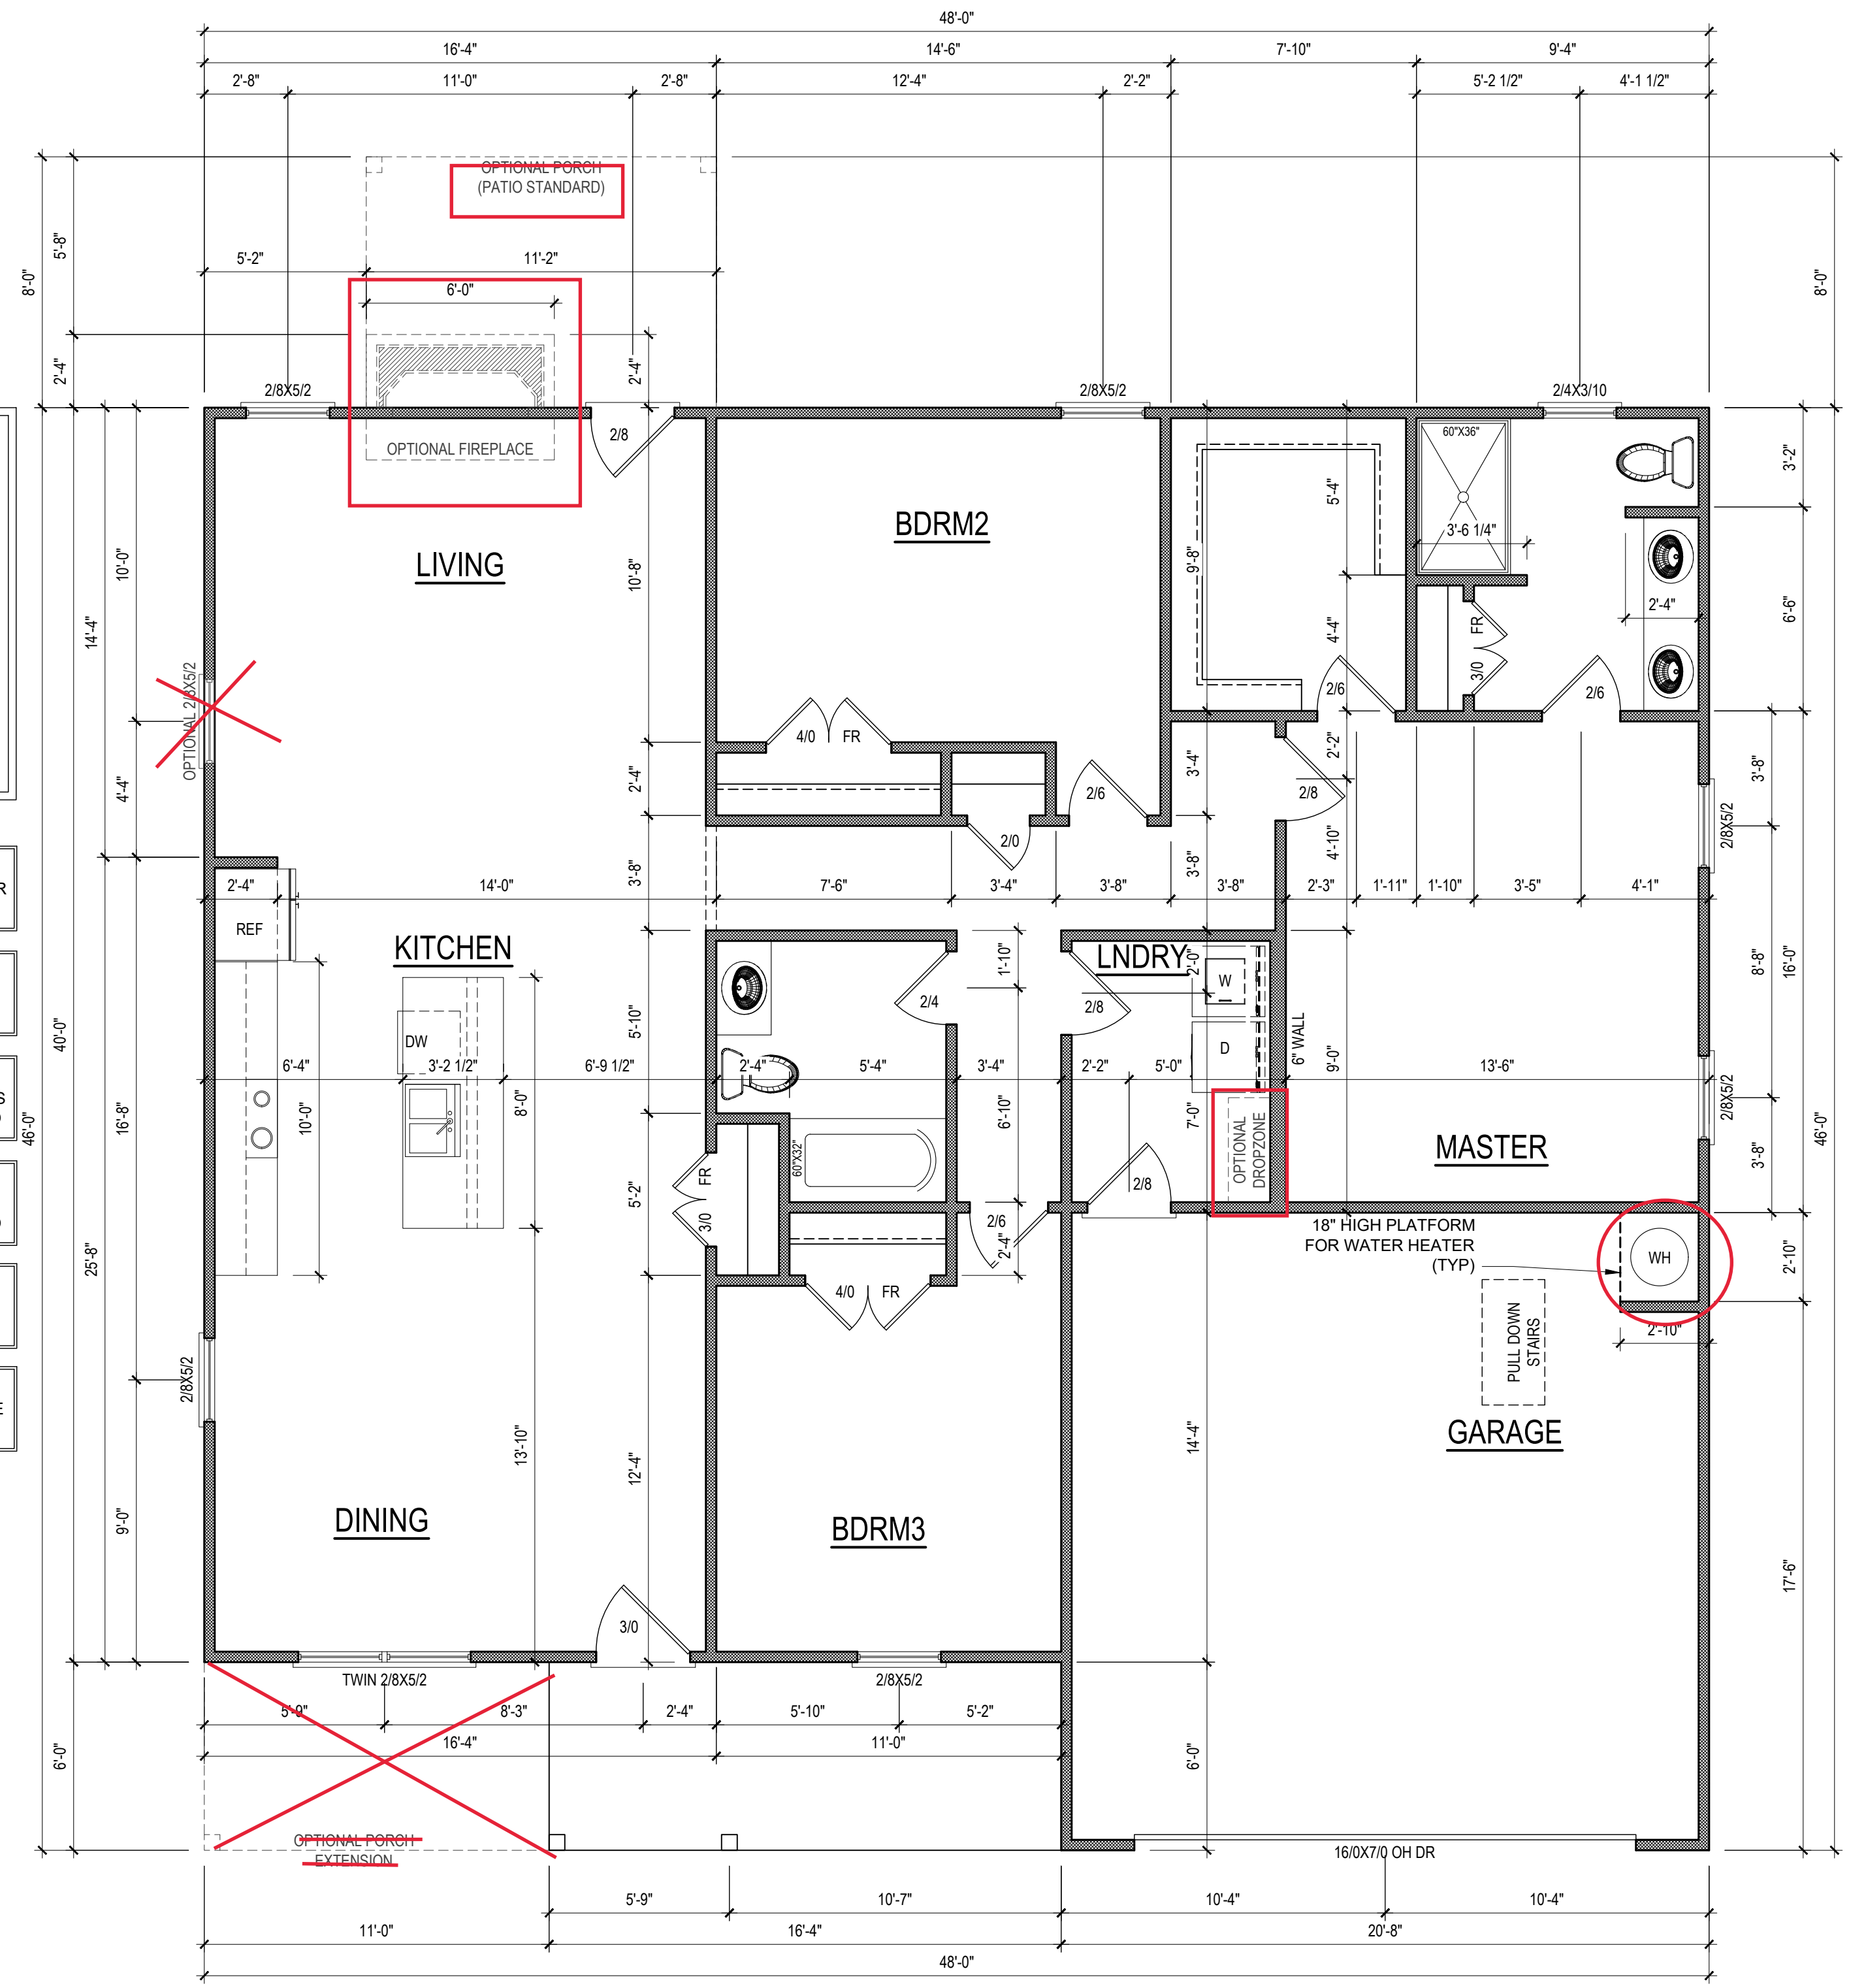 48'-0"
16'-4"
14'-6"
7'-10"
9'-4"
2'-8"
11'-0"
2'-8"
12'-4"
2'-2"
5'-2 1/2"
4'-1 1/2"
OPTIONAL PORCH
(PATIO STANDARD)
5'-8"
8'-0"
8'-0"
5'-2"
11'-2"
6'-0"
2'-4"
2'-4"
2/8X5/2
2/8X5/2
2/4X3/10
OPTIONAL FIREPLACE
2/8
60"X36"
3'-2"
5'-4"
BDRM2
3'-6 1/4"
LIVING
10'-0"
10'-8"
9'-8"
2'-4"
6'-6"
14'-4"
4'-4"
FR
3/0
OPTIONAL 2/8X5/2
2/6
2/6
4/0
FR
2'-2"
3'-4"
3'-8"
4'-4"
2'-4"
2/6
2/8
2/8X5/2
2/0
4'-10"
3'-8"
3'-8"
2'-4"
14'-0"
7'-6"
3'-4"
3'-8"
3'-8"
2'-3"
1'-11"
1'-10"
3'-5"
4'-1"
R
REF
KITCHEN
LNDRY
1'-10"
2'-0"
W
8'-8"
16'-0"
2/4
2/8
5'-10"
40'-0"
DW
D
6" WALL
9'-0"
6'-4"
3'-2 1/2"
6'-9 1/2"
2'-4"
5'-4"
3'-4"
2'-2"
5'-0"
13'-6"
S
46'-0"
16'-8"
10'-0"
8'-0"
6'-10"
7'-0"
2/8X5/2
46'-0"
OPTIONAL
DROPZONE
MASTER
3'-8"
60"X32"
FR
3/0
5'-2"
2/8
2/6
2'-4"
18" HIGH PLATFORM
FOR WATER HEATER
(TYP)
WH
2'-10"
25'-8"
4/0
FR
2'-10"
PULL DOWN
STAIRS
2/8X5/2
E
13'-10"
12'-4"
14'-4"
GARAGE
9'-0"
DINING
BDRM3
17'-6"
3/0
TWIN 2/8X5/2
2/8X5/2
5'-9"
8'-3"
2'-4"
5'-10"
5'-2"
16'-4"
11'-0"
6'-0"
6'-0"
OPTIONAL PORCH
EXTENSION
16/0X7/0 OH DR
5'-9"
10'-7"
10'-4"
10'-4"
11'-0"
16'-4"
20'-8"
48'-0"